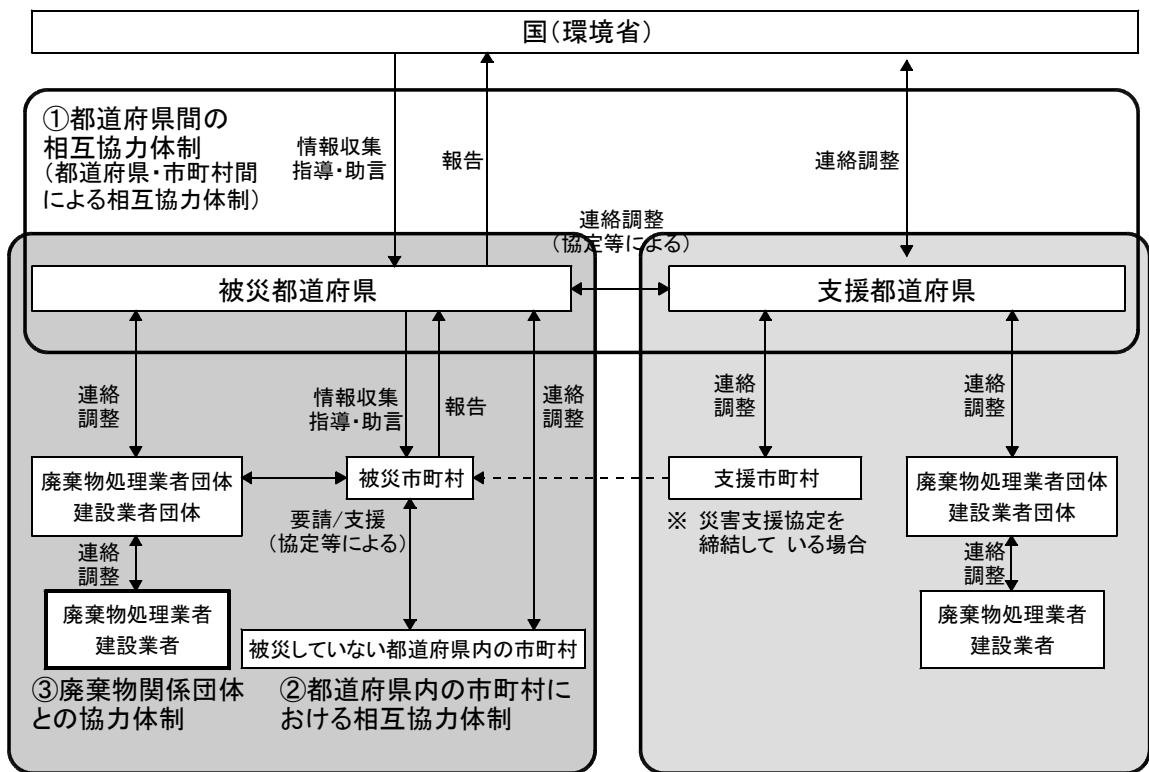 国(環境省)
①都道府県間の
相互協力体制
(都道府県・市町村間
による相互協力体制)
情報収集
指導・助言
報告
連絡調整
連絡調整
(協定等による)
被災都道府県
支援都道府県
連絡
調整
情報収集
指導・助言
報告
連絡
調整
連絡
調整
連絡
調整
廃棄物処理業者団体
建設業者団体
被災市町村
支援市町村
廃棄物処理業者団体
建設業者団体
要請/支援
(協定等による)
※ 災害支援協定を
締結して いる場合
連絡
調整
連絡
調整
廃棄物処理業者
建設業者
被災していない都道府県内の市町村
廃棄物処理業者
建設業者
③廃棄物関係団体
との協力体制
②都道府県内の市町村に
おける相互協力体制